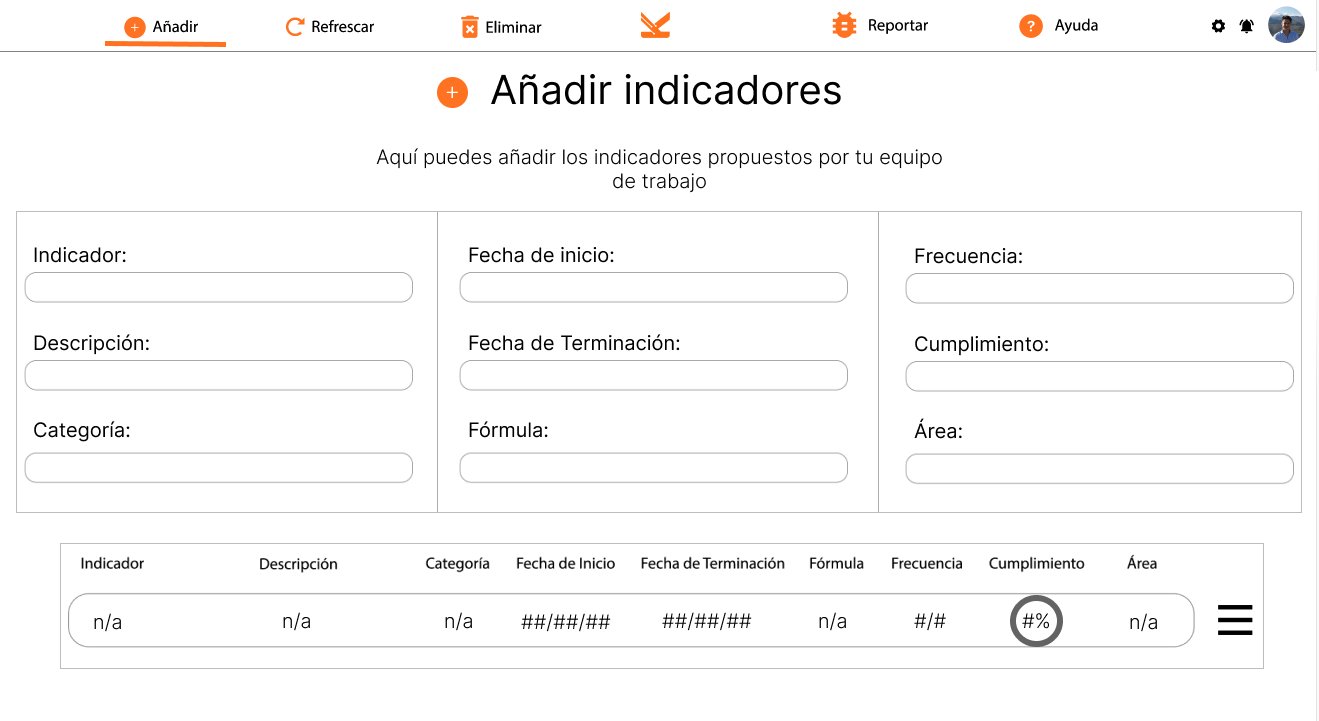 Añadir Refrescar Eliminar Reportar ? Ayuda
+ Añadir indicadores
Aquí puedes añadir los indicadores propuestos por tu equipo
de trabajo
Indicador:
Descripción:
Categoría:
Fecha de inicio:
Fecha de Terminación:
Fórmula:
Frecuencia:
Cumplimiento:
Área:
Indicador Descripción Categoría Fecha de Inicio Fecha de Terminación Fórmula Frecuencia Cumplimiento Área
n/a n/a n/a ##/##/## ##/##/## n/a #/# #% n/a